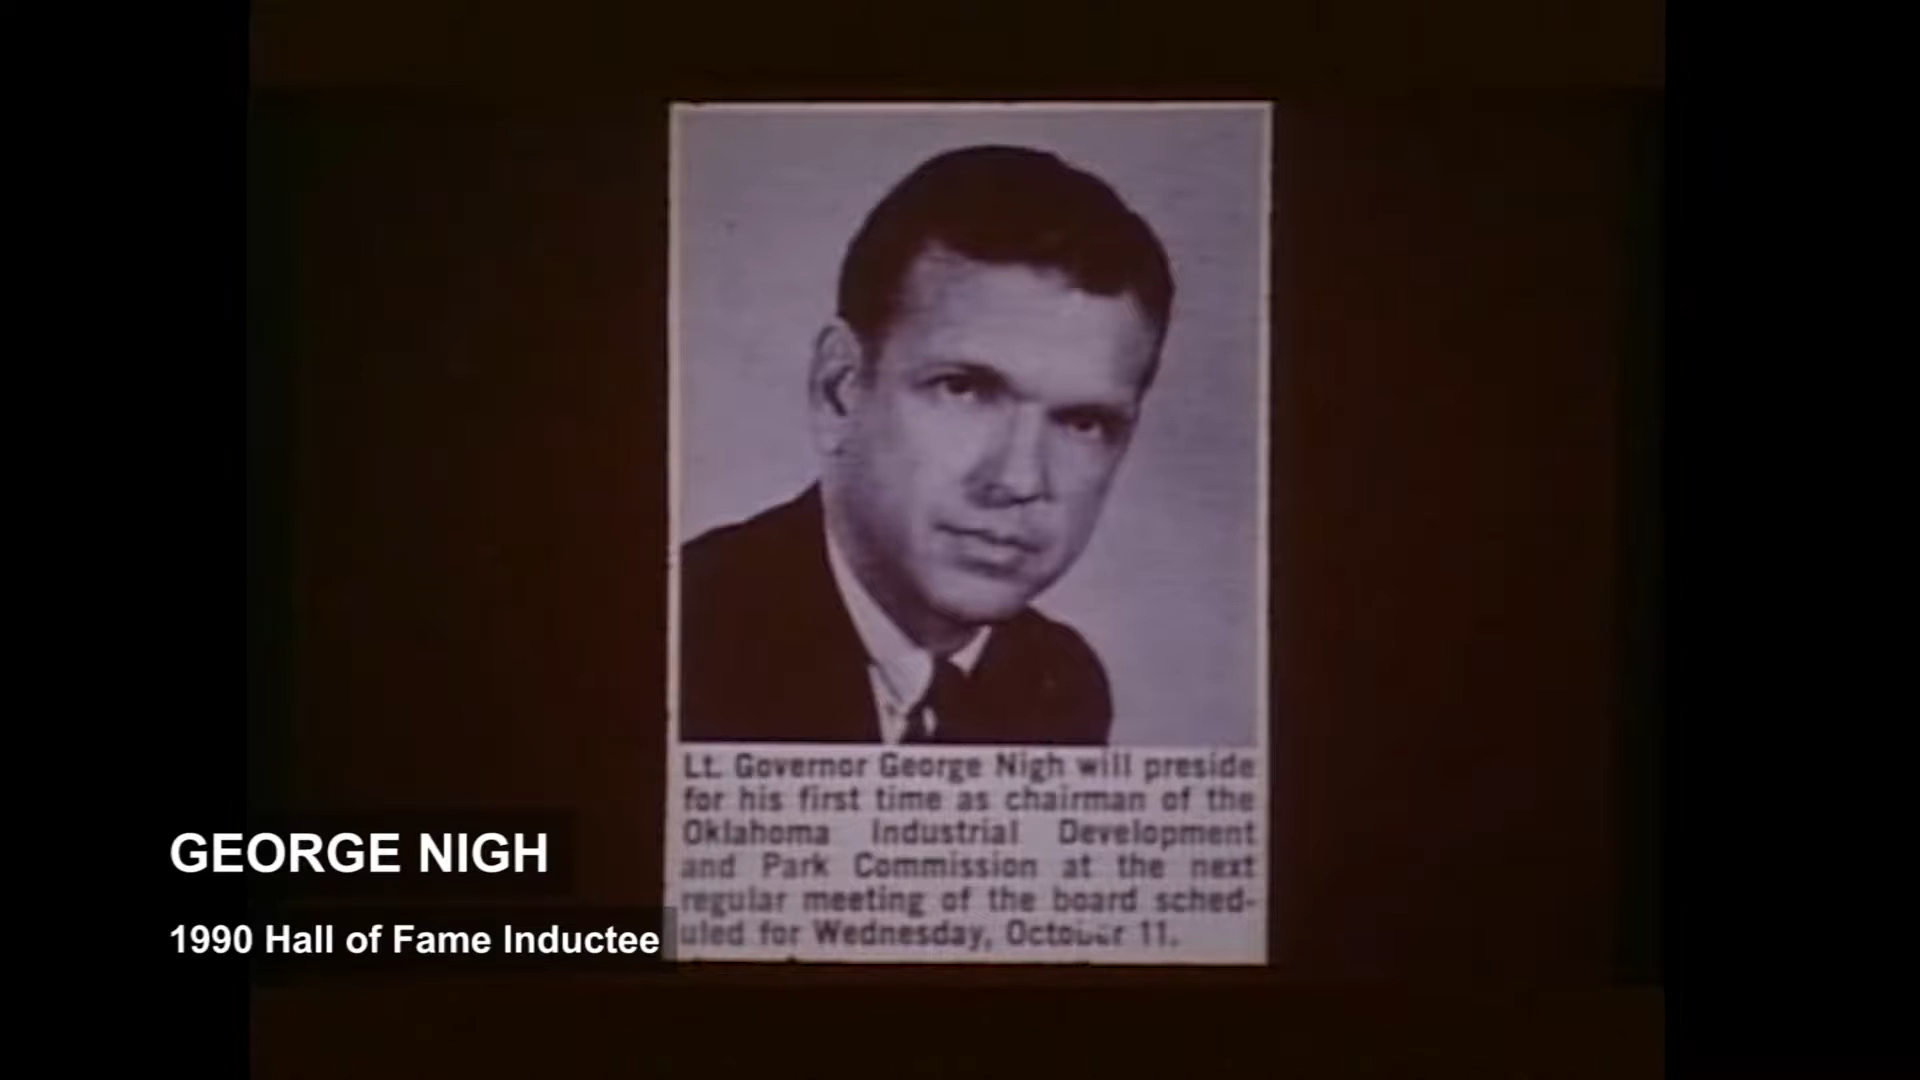 Lt. Governor George Nigh will preside
for his first time as chairman of the
Oklahoma Industrial Development
and Park Commission at the next
regular meeting of the board sched-
uled for Wednesday, October 11.
GEORGE NIGH
1990 Hall of Fame Inductee